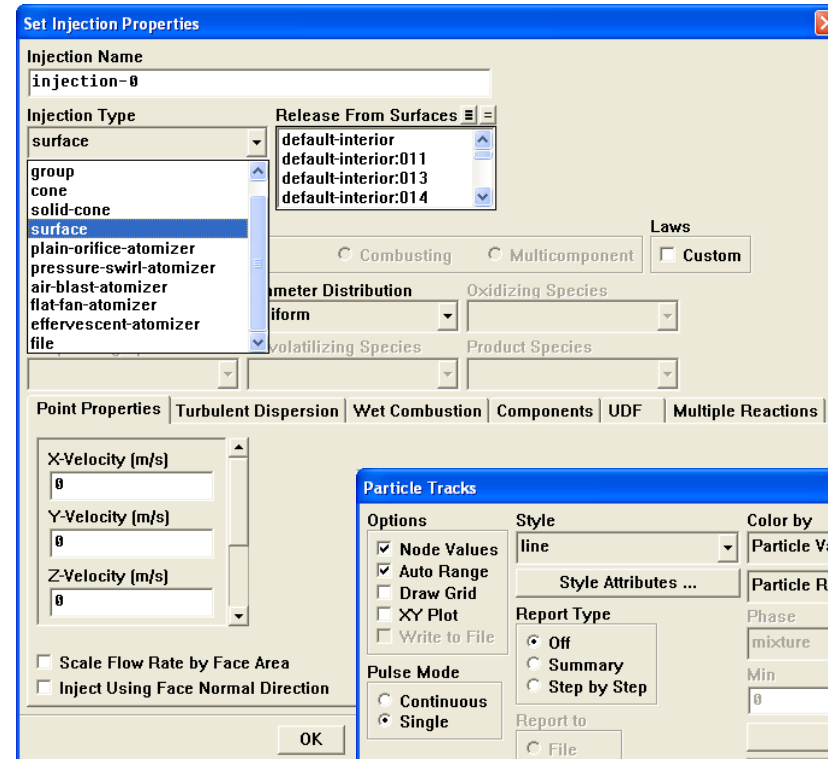 Set Injection Properties
Injection Name
injection-0
Injection Type
Release From Surfaces
surface
default-interior
default-interior:011
default-interior:013
default-interior:014
group
cone
solid-cone
surface
plain-orifice-atomizer
pressure-swirl-atomizer
air-blast-atomizer
flat-fan-atomizer
effervescent-atomizer
file
Laws
Combusting
Multicomponent
Custom
ameter Distribution
Oxidizing Species
iform
volatilizing Species
Product Species
Point Properties
Turbulent Dispersion
Wet Combustion
Components
UDF
Multiple Reactions
X-Velocity (m/s)
0
Y-Velocity (m/s)
0
Z-Velocity (m/s)
0
Scale Flow Rate by Face Area
Inject Using Face Normal Direction
OK
Particle Tracks
Options
Node Values
Auto Range
Draw Grid
XY Plot
Write to File
Pulse Mode
Continuous
Single
Style
line
Style Attributes ...
Report Type
Off
Summary
Step by Step
Report to
File
Color by
Particle Va
Particle R
Phase
mixture
Min
0